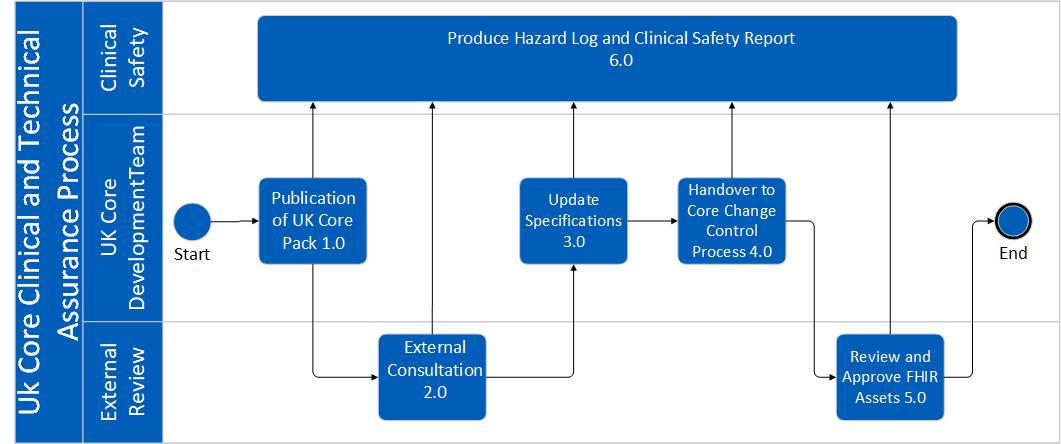 Uk Core Clinical and Technical
Assurance Process
Clinical
Safety
Produce Hazard Log and Clinical Safety Report
6.0
UK Core
DevelopmentTeam
Start
Publication
of UK Core
Pack 1.0
Update
Specifications
3.0
Handover to
Core Change
Control
Process 4.0
End
External
Review
External
Consultation
2.0
Review and
Approve FHIR
Assets 5.0